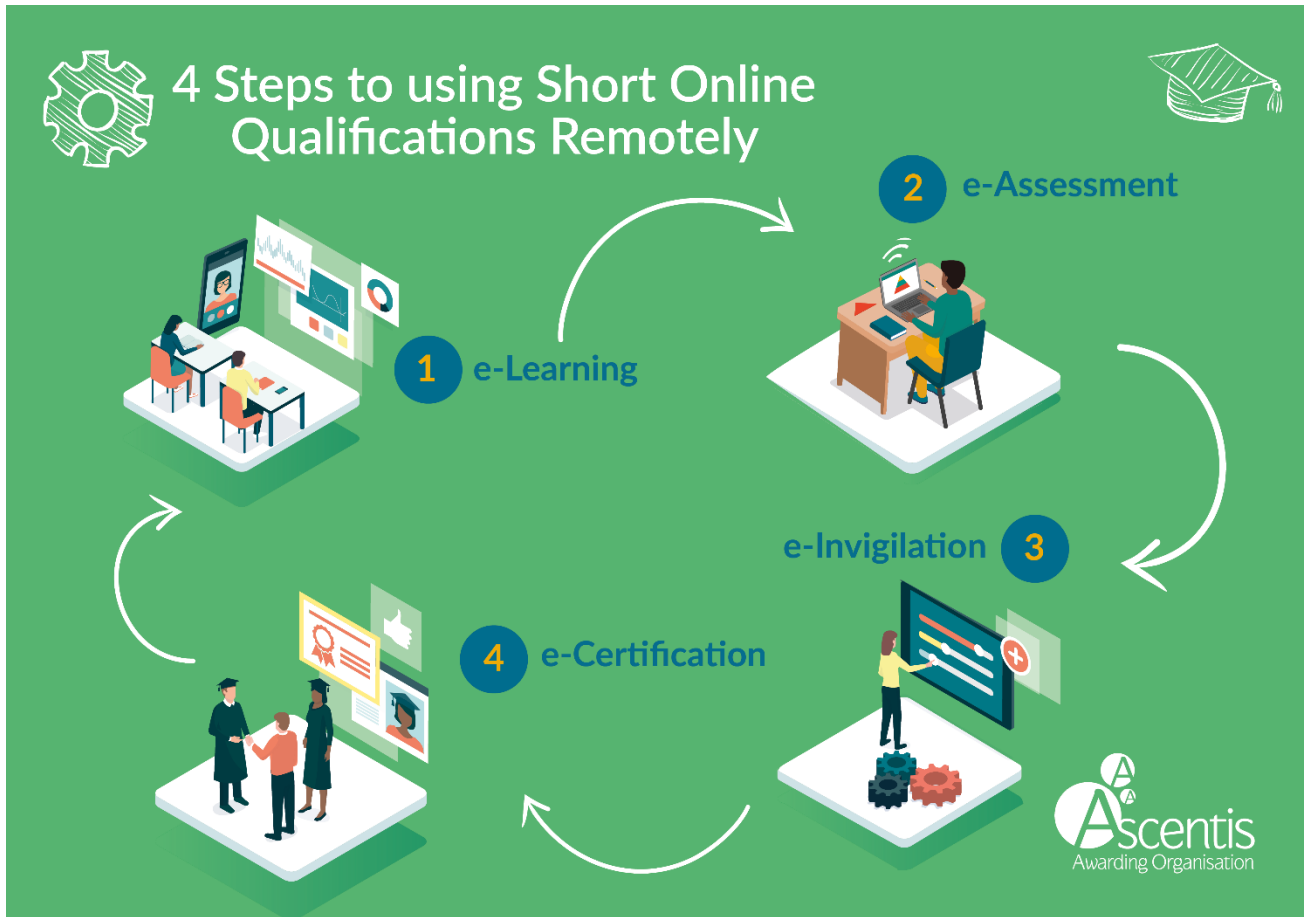 4 Steps to using Short Online
Qualifications Remotely
1 e-Learning
2 e-Assessment
e-Invigilation 3
4 e-Certification
A
A
Ascentis
Awarding Organisation